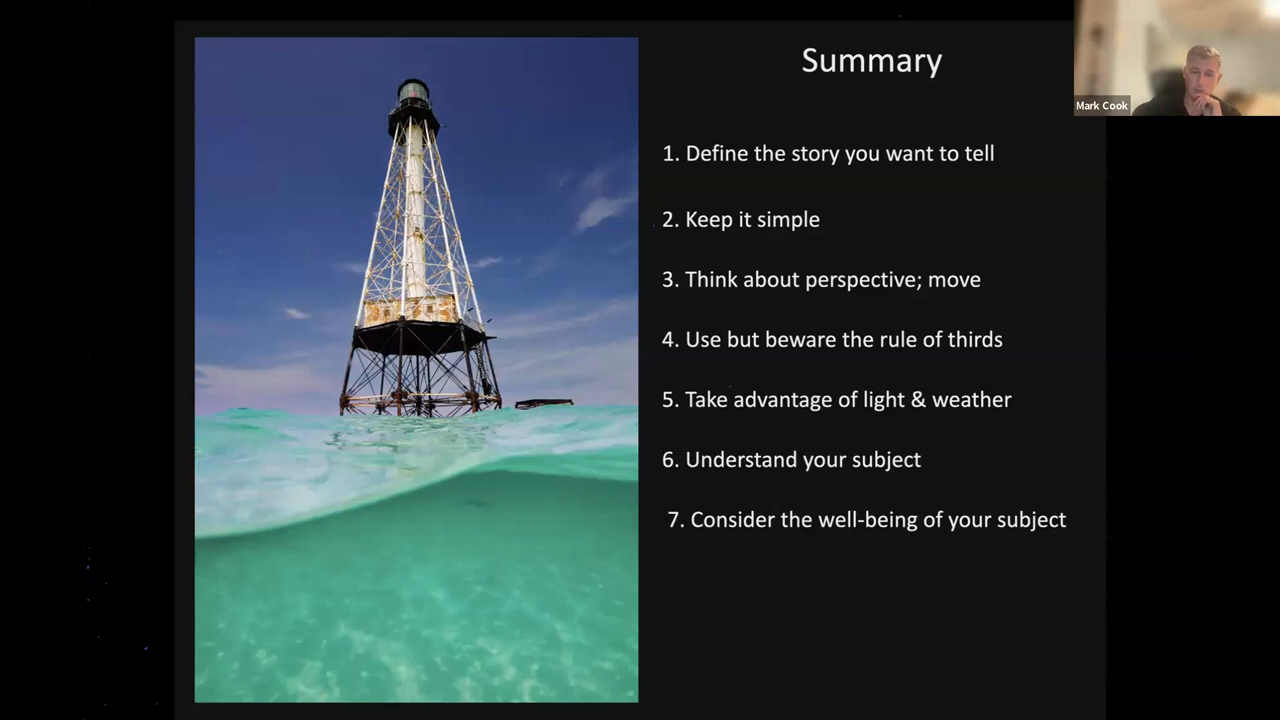 Summary
Mark Cook
1. Define the story you want to tell
2. Keep it simple
3. Think about perspective; move
4. Use but beware the rule of thirds
5. Take advantage of light & weather
6. Understand your subject
7. Consider the well-being of your subject